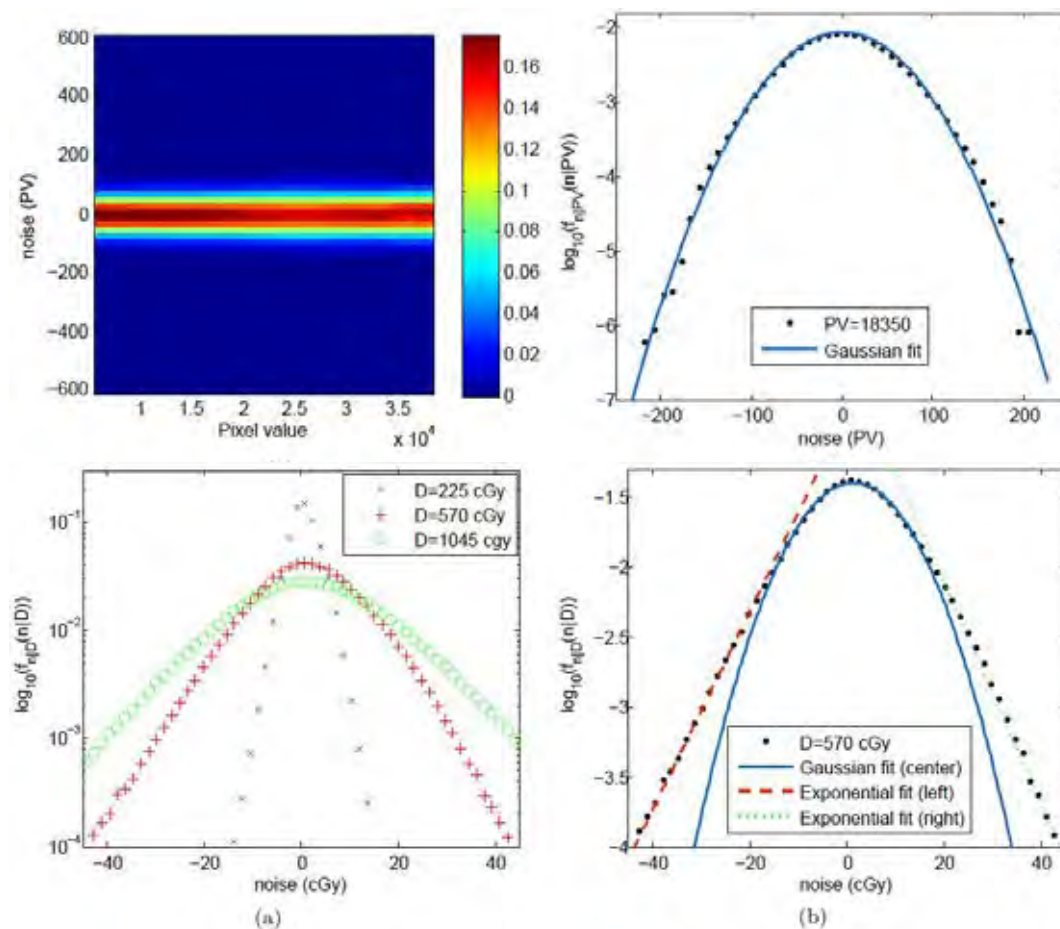 600
400
200
0
−200
−400
−600
noise (PV)
1 1.5 2 2.5 3 3.5
Pixel value
x 10^4
0.16
0.14
0.12
0.1
0.08
0.06
0.04
0.02
0
−2
−3
−4
−5
−6
−7
log10(fn|PV(n|PV))
PV=18350
Gaussian fit
−200 −100 0 100 200
noise (PV)
10^-1
10^-2
10^-3
10^-4
log10(fn|D(n|D))
D=225 cGy
D=570 cGy
D=1045 cgy
−40 −20 0 20 40
noise (cGy)
(a)
−1.5
−2
−2.5
−3
−3.5
−4
log10(fn|D(n|D))
D=570 cGy
Gaussian fit (center)
Exponential fit (left)
Exponential fit (right)
−40 −20 0 20 40
noise (cGy)
(b)